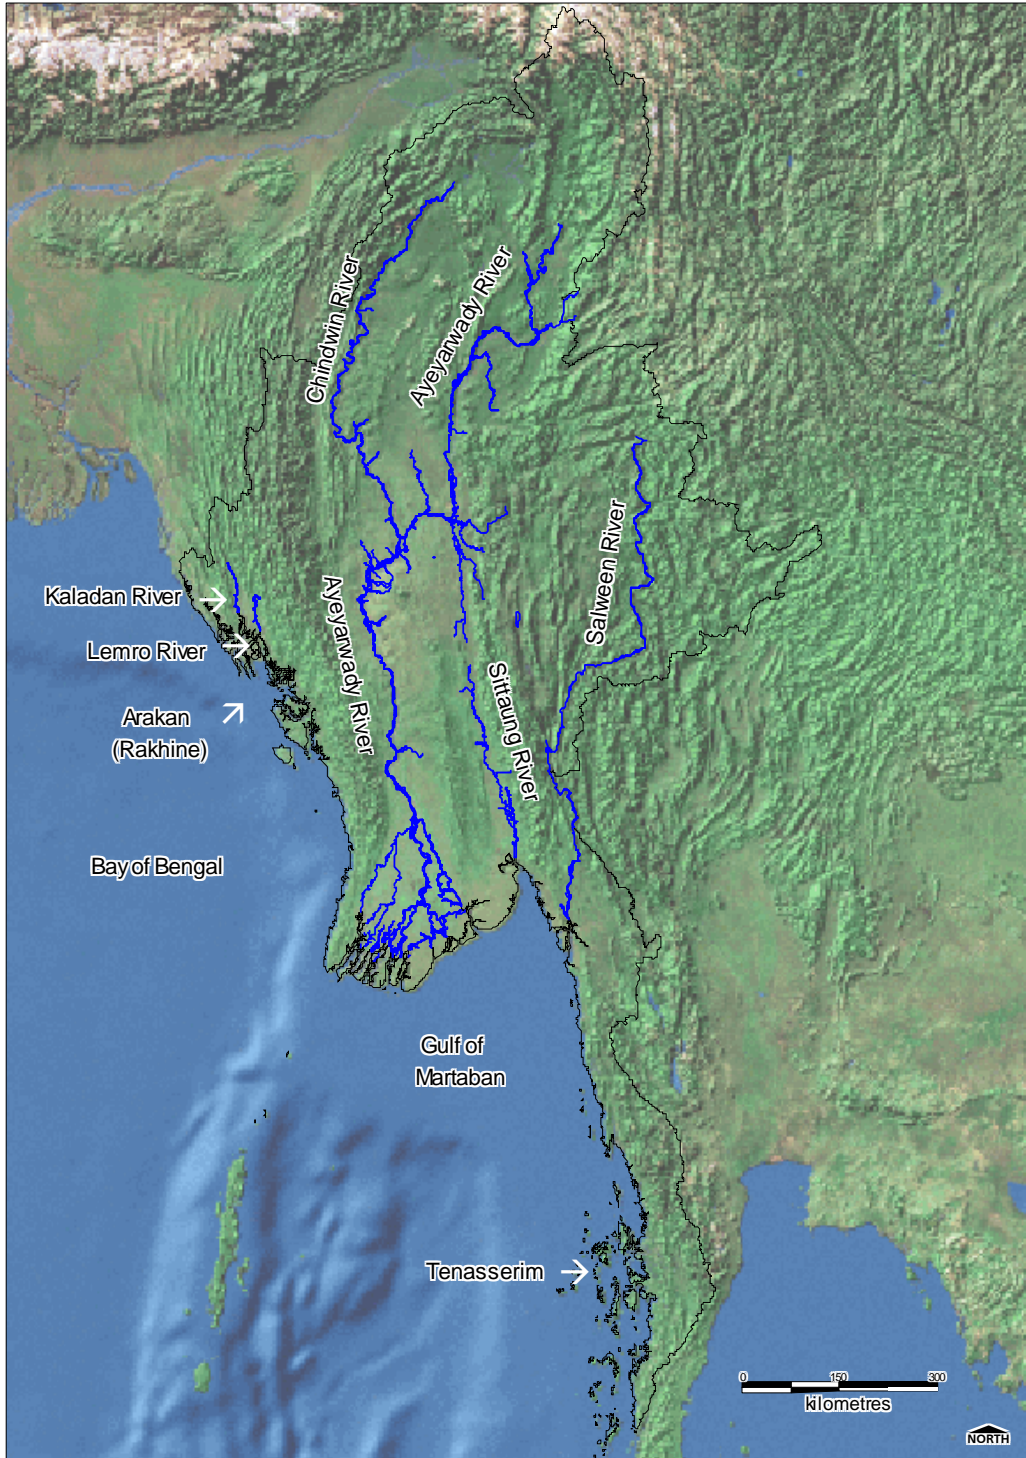 Chindwin River
Ayeyarwady River
Salween River
Kaladan River
Lemro River
Ayeyarwady River
Sittaung River
Arakan
(Rakhine)
Bay of Bengal
Gulf of
Martaban
Tenasserim
0 150 300
kilometres
NORTH